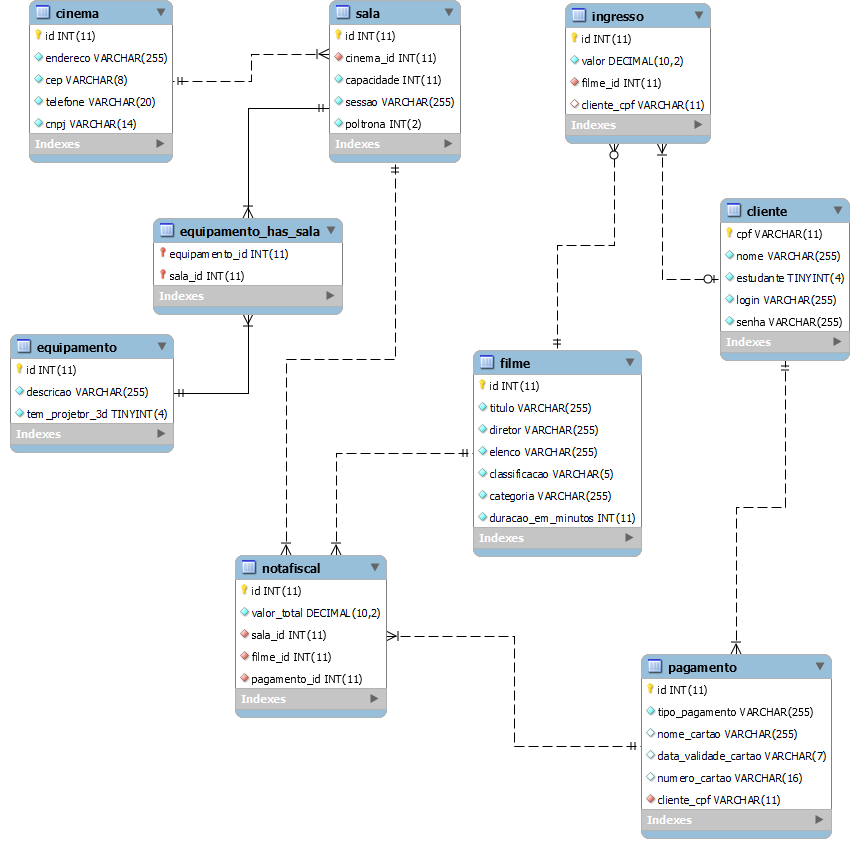 cinema
id INT(11)
endereco VARCHAR(255)
cep VARCHAR(8)
telefone VARCHAR(20)
cnpj VARCHAR(14)
Indexes
sala
id INT(11)
cinema_id INT(11)
capacidade INT(11)
sessao VARCHAR(255)
poltrona INT(2)
Indexes
ingresso
id INT(11)
valor DECIMAL(10,2)
filme_id INT(11)
cliente_cpf VARCHAR(11)
Indexes
equipamento_has_sala
equipamento_id INT(11)
sala_id INT(11)
Indexes
cliente
cpf VARCHAR(11)
nome VARCHAR(255)
estudante TINYINT(4)
login VARCHAR(255)
senha VARCHAR(255)
Indexes
equipamento
id INT(11)
descricao VARCHAR(255)
tem_projetor_3d TINYINT(4)
Indexes
filme
id INT(11)
titulo VARCHAR(255)
diretor VARCHAR(255)
elenco VARCHAR(255)
classificacao VARCHAR(5)
categoria VARCHAR(255)
duracao_em_minutos INT(11)
Indexes
notafiscal
id INT(11)
valor_total DECIMAL(10,2)
sala_id INT(11)
filme_id INT(11)
pagamento_id INT(11)
Indexes
pagamento
id INT(11)
tipo_pagamento VARCHAR(255)
nome_cartao VARCHAR(255)
data_validade_cartao VARCHAR(7)
numero_cartao VARCHAR(16)
cliente_cpf VARCHAR(11)
Indexes